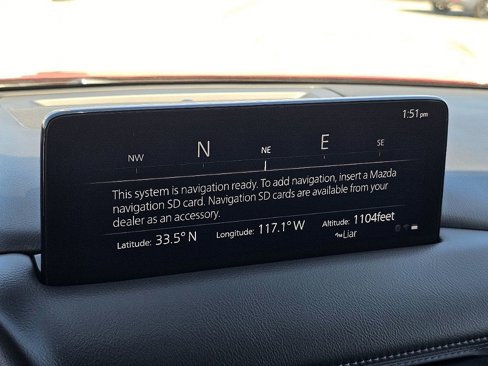 1:51 pm
NW N NE E SE
This system is navigation ready. To add navigation, insert a Mazda
navigation SD card. Navigation SD cards are available from your
dealer as an accessory.
Latitude: 33.5° N Longitude: 117.1° W Altitude: 1104feet
Liar